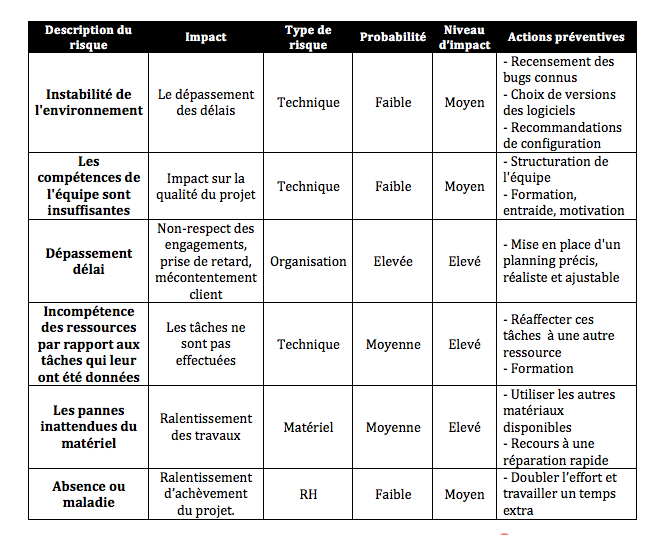 Description du risque | Impact | Type de risque | Probabilité | Niveau d'impact | Actions préventives
Instabilité de l'environnement | Le dépassement des délais | Technique | Faible | Moyen | - Recensement des bugs connus - Choix de versions des logiciels - Recommandations de configuration
Les compétences de l'équipe sont insuffisantes | Impact sur la qualité du projet | Technique | Faible | Moyen | - Structuration de l'équipe - Formation, entraide, motivation
Dépassement délai | Non-respect des engagements, prise de retard, mécontentement client | Organisation | Elevée | Elevé | - Mise en place d'un planning précis, réaliste et ajustable
Incompétence des ressources par rapport aux tâches qui leur ont été données | Les tâches ne sont pas effectuées | Technique | Moyenne | Elevé | - Réaffecter ces tâches à une autre ressource - Formation
Les pannes inattendues du matériel | Ralentissement des travaux | Matériel | Moyenne | Elevé | - Utiliser les autres matériaux disponibles - Recours à une réparation rapide
Absence ou maladie | Ralentissement d'achèvement du projet. | RH | Faible | Moyen | - Doubler l'effort et travailler un temps extra